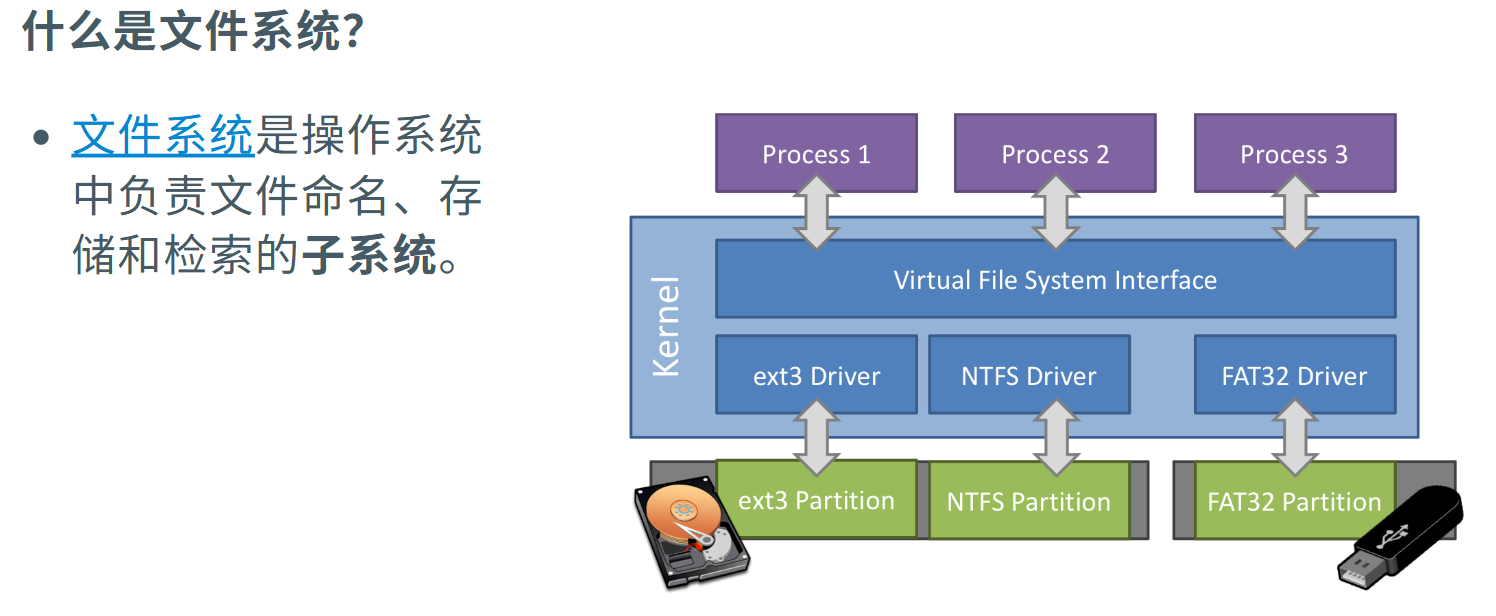 什么是文件系统？
• 文件系统是操作系统
中负责文件命名、存
储和检索的子系统。
Process 1
Process 2
Process 3
Kernel
Virtual File System Interface
ext3 Driver
NTFS Driver
FAT32 Driver
ext3 Partition
NTFS Partition
FAT32 Partition